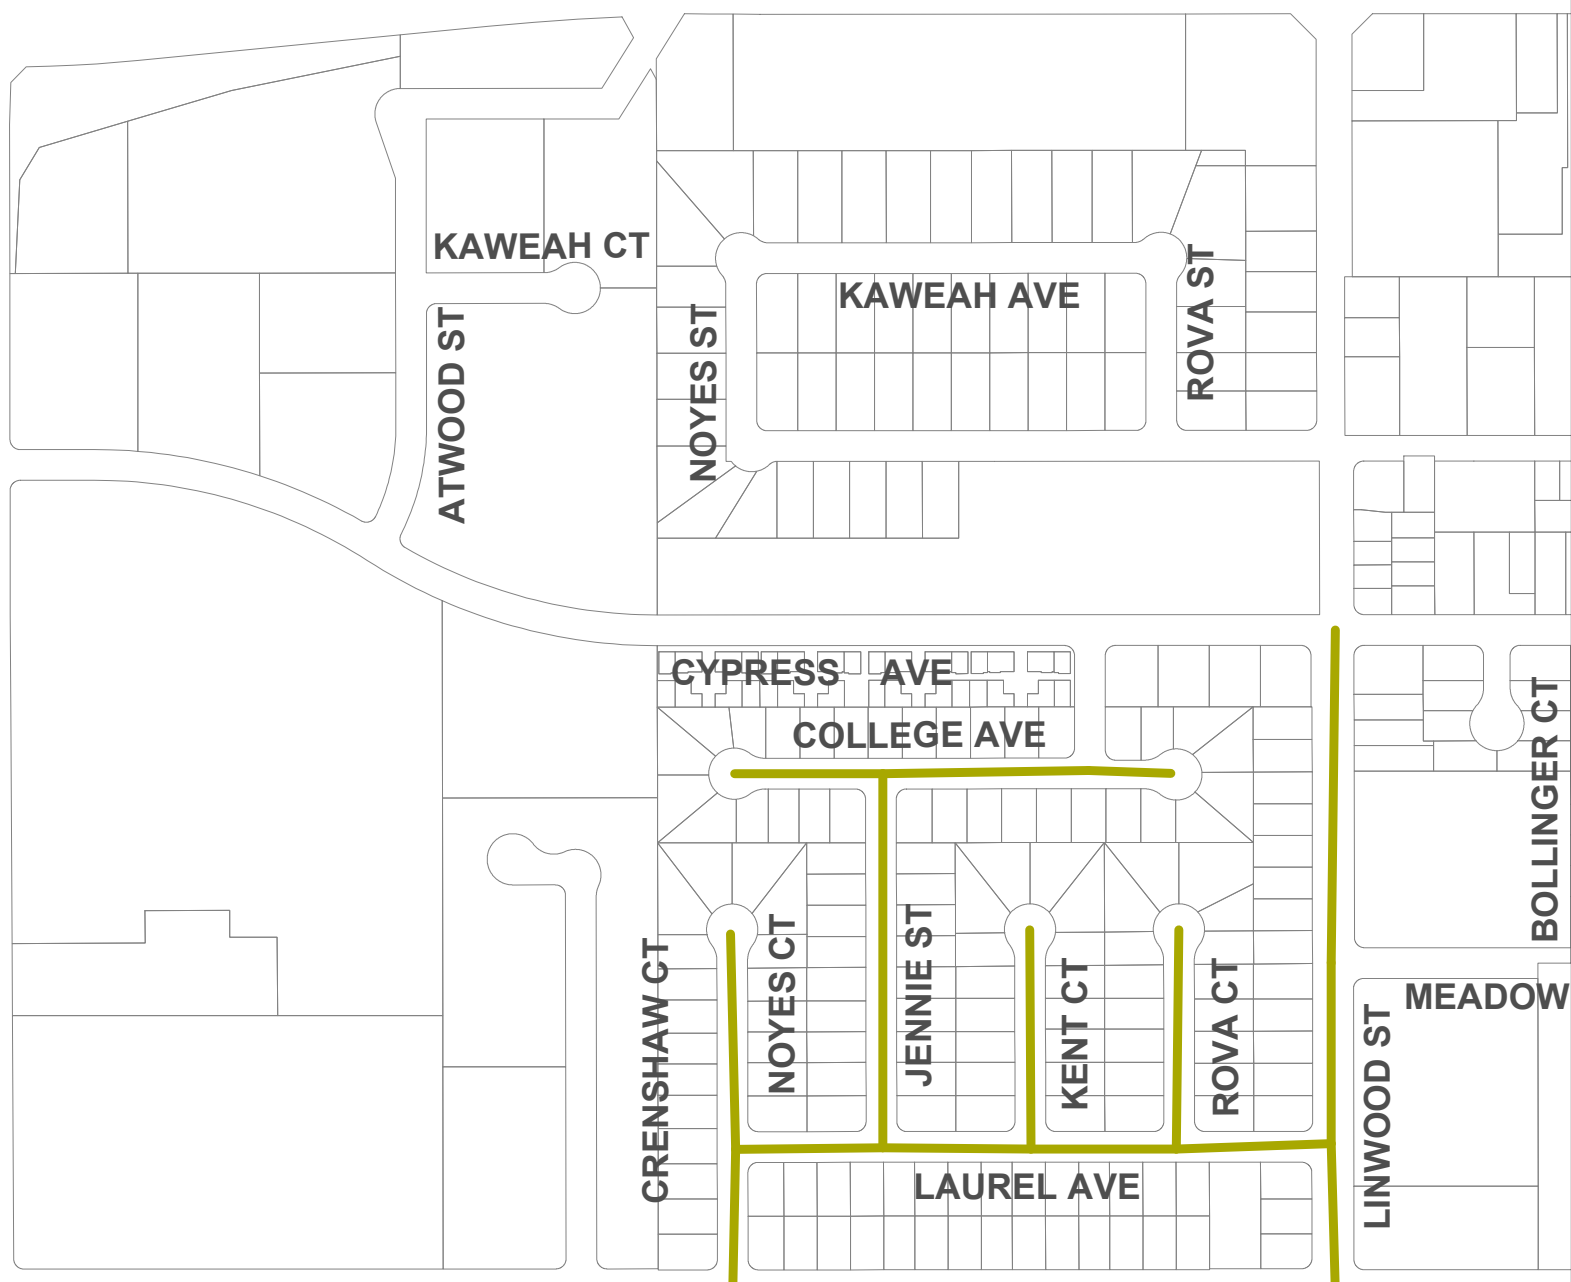 KAWEAH CT
KAWEAH AVE
ROVA ST
NOYES ST
ATWOOD ST
CYPRESS AVE
COLLEGE AVE
BOLLINGER CT
CRENSHAW CT
NOYES CT
JENNIE ST
KENT CT
ROVA CT
LINWOOD ST
MEADOW
LAUREL AVE